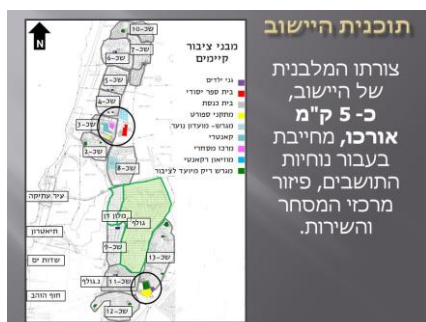 תוכנית היישוב
צורתו המלבנית
של היישוב,
כ- 5 ק"מ
אורכו, מחייבת
בעבור נוחיות
התושבים, פיזור
מרכזי המסחר
והשירות.
N
מבני ציבור
קיימים
גני ילדים
בית ספר יסודי
בית כנסת
מתקני ספורט
מגרש- מועדון נוער
קאנטרי
מרכז מסחרי
מוזיאון רקאנטי
מגרש ריק מיועד לציבור
שכ-10
שכ-7
שכ-6
שכ-5
שכ-4
שכ-3
שכ-2
שכ-8
עיר עתיקה
מלון דן
גולף
תיאטרון
שכ-9
שכ-13
שדות ים
שכ-11
נ.גולף
חוף הזהב
שכ-12